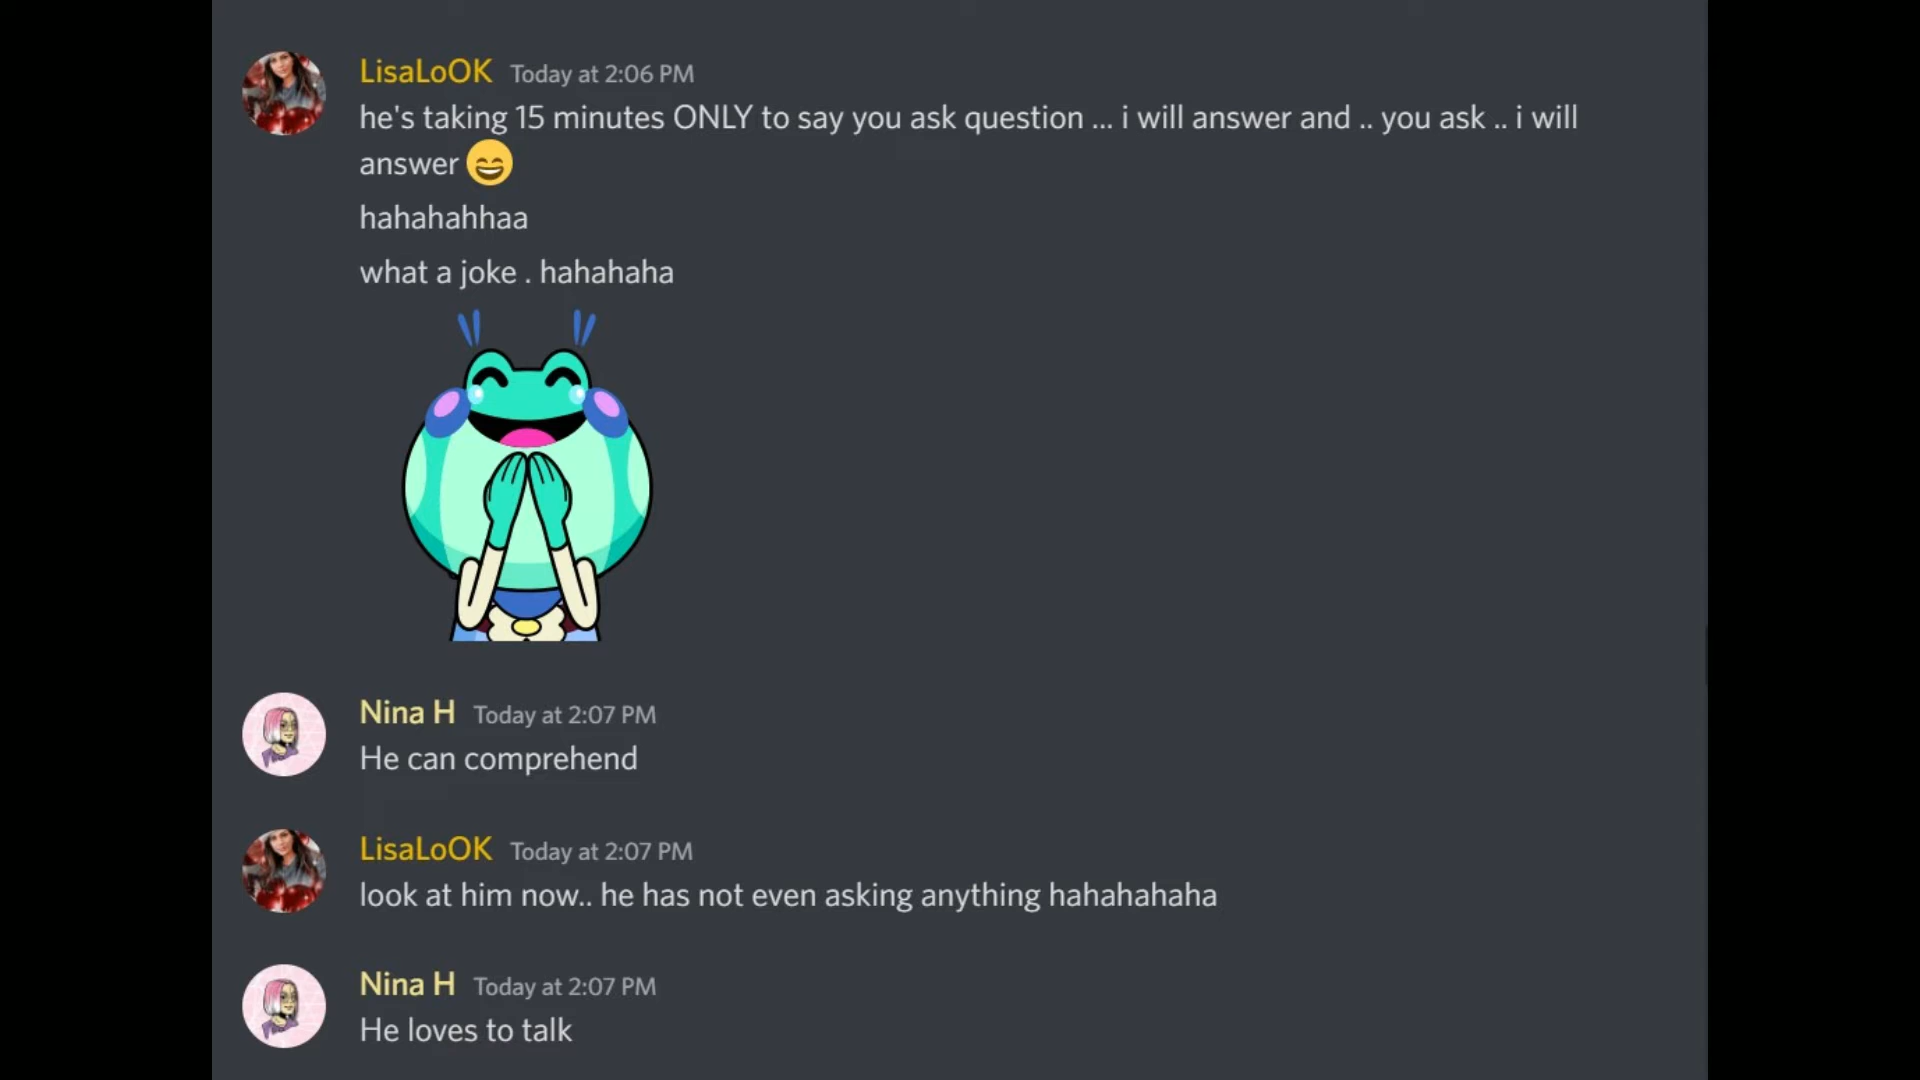 LisaLoOK Today at 2:06 PM
he's taking 15 minutes ONLY to say you ask question ... i will answer and .. you ask .. i will
answer
hahahahhaa
what a joke . hahahaha
Nina H Today at 2:07 PM
He can comprehend
LisaLoOK Today at 2:07 PM
look at him now.. he has not even asking anything hahahahaha
Nina H Today at 2:07 PM
He loves to talk